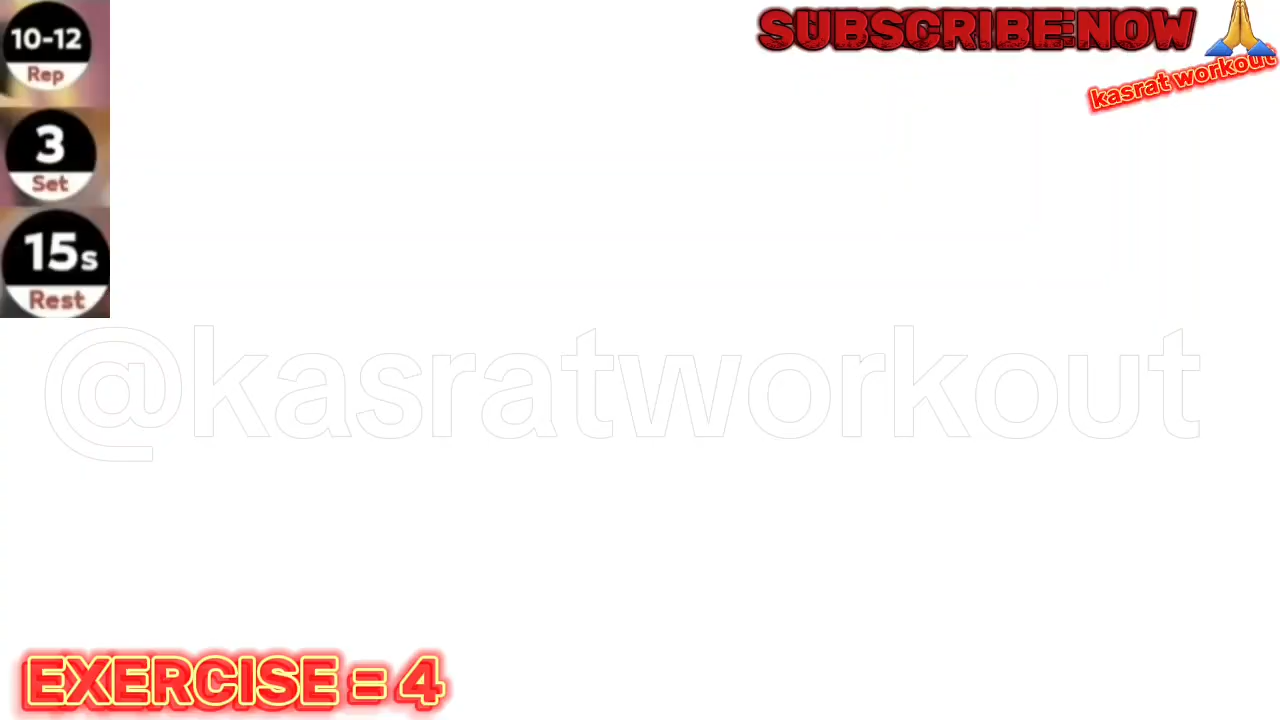 10-12
Rep
3
Set
15s
Rest
SUBSCRIBE NOW
kasrat workout
@kasratworkout
EXERCISE = 4